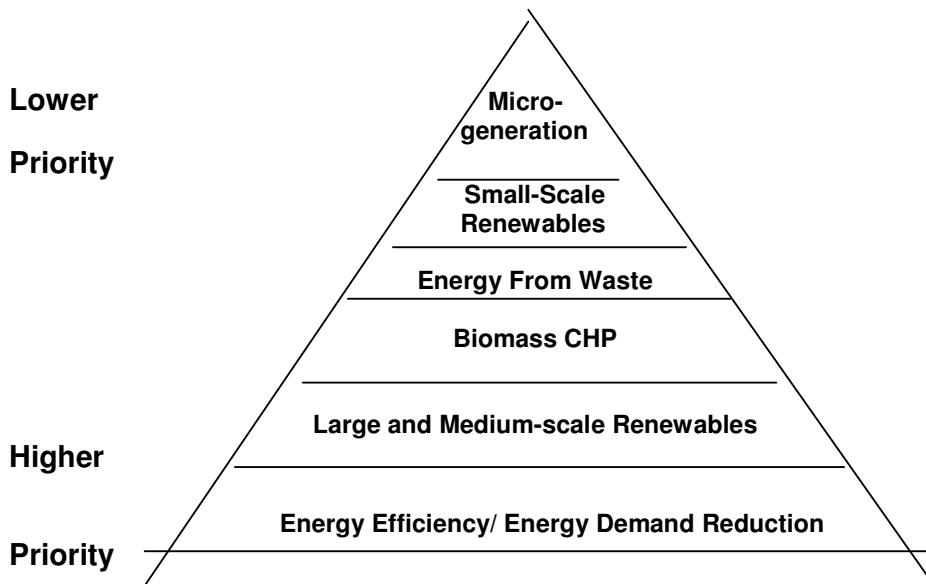 Lower
Priority
Micro-
generation
Small-Scale
Renewables
Energy From Waste
Biomass CHP
Large and Medium-scale Renewables
Higher
Priority
Energy Efficiency/ Energy Demand Reduction